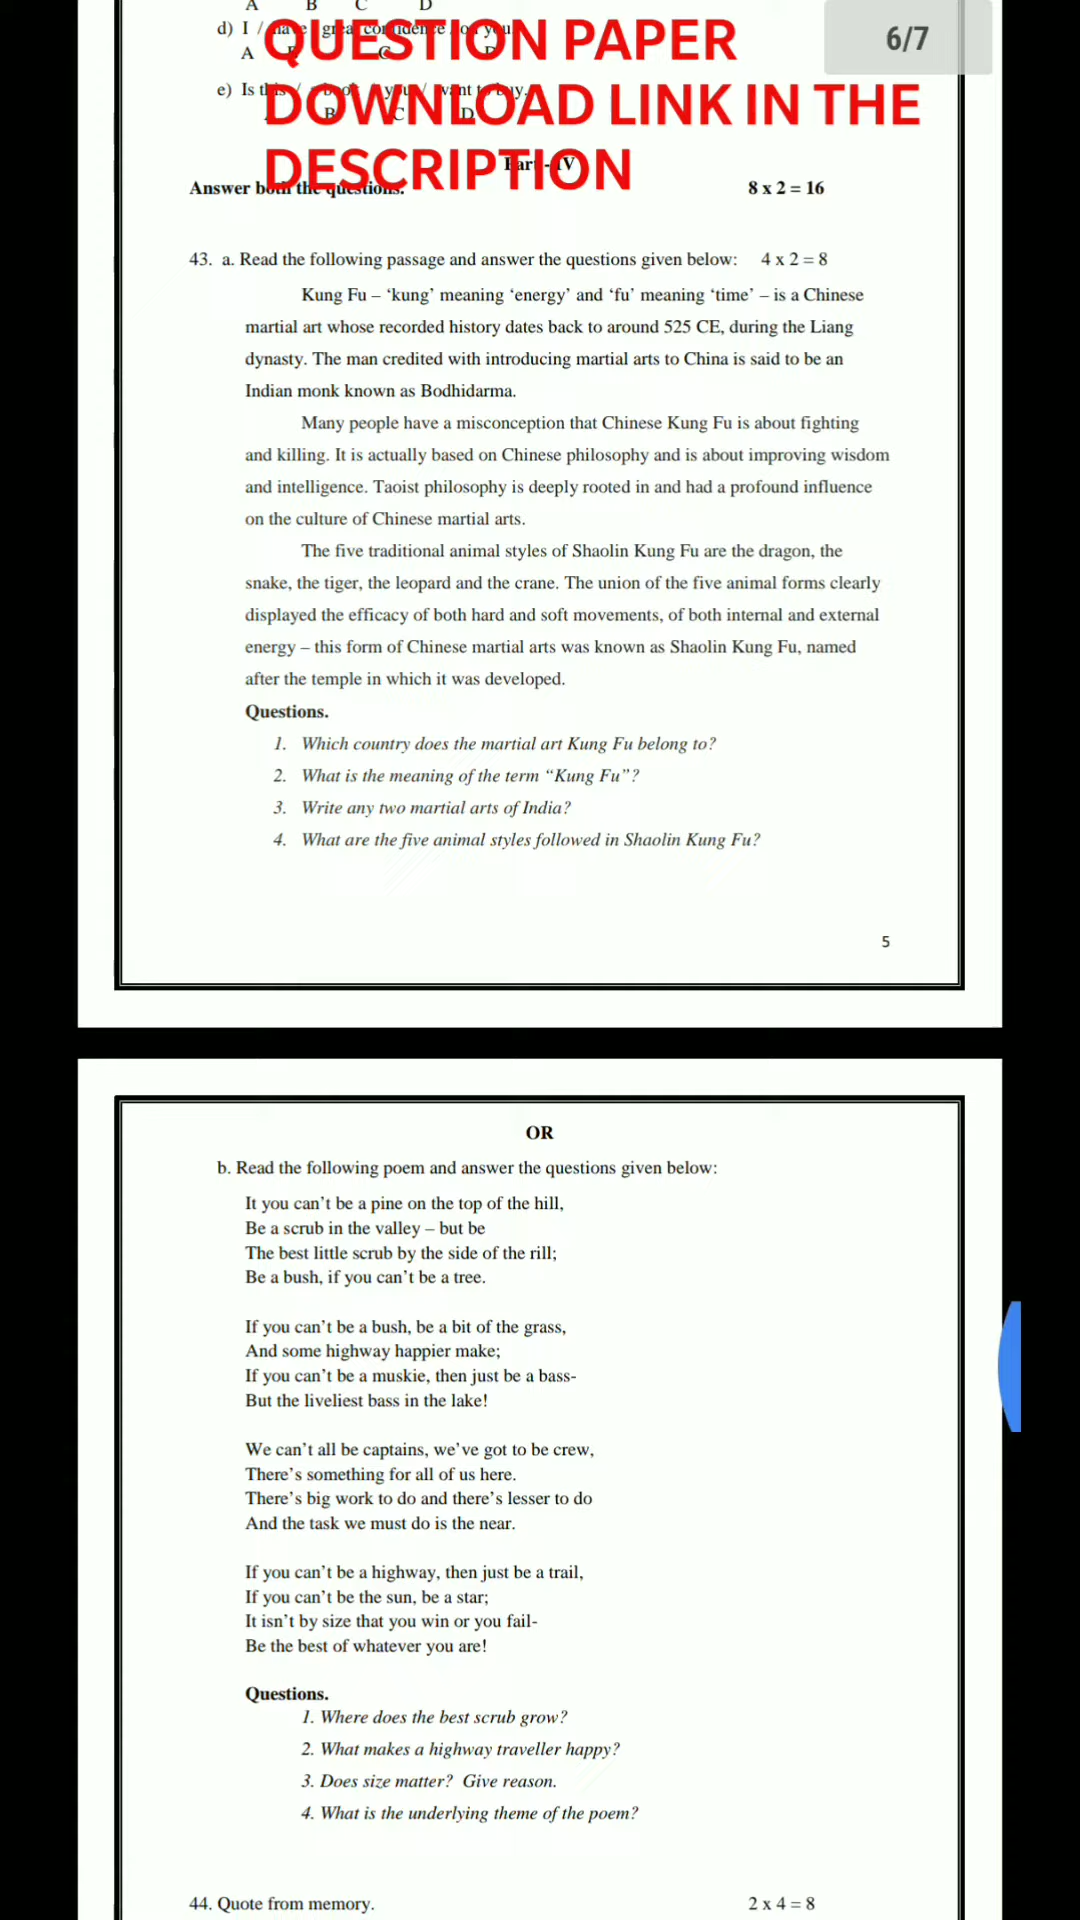 A B C D
d) I / have / great confidence / on you.
QUESTION PAPER
6/7
A B C D
e) Is this / a book / you / want to buy.
DOWNLOAD LINK IN THE
B C D
Part - IV
DESCRIPTION
Answer both the questions. 8 x 2 = 16
43. a. Read the following passage and answer the questions given below: 4 x 2 = 8
Kung Fu – ‘kung’ meaning ‘energy’ and ‘fu’ meaning ‘time’ – is a Chinese
martial art whose recorded history dates back to around 525 CE, during the Liang
dynasty. The man credited with introducing martial arts to China is said to be an
Indian monk known as Bodhidarma.
Many people have a misconception that Chinese Kung Fu is about fighting
and killing. It is actually based on Chinese philosophy and is about improving wisdom
and intelligence. Taoist philosophy is deeply rooted in and had a profound influence
on the culture of Chinese martial arts.
The five traditional animal styles of Shaolin Kung Fu are the dragon, the
snake, the tiger, the leopard and the crane. The union of the five animal forms clearly
displayed the efficacy of both hard and soft movements, of both internal and external
energy – this form of Chinese martial arts was known as Shaolin Kung Fu, named
after the temple in which it was developed.
Questions.
1. Which country does the martial art Kung Fu belong to?
2. What is the meaning of the term “Kung Fu”?
3. Write any two martial arts of India?
4. What are the five animal styles followed in Shaolin Kung Fu?
5
OR
b. Read the following poem and answer the questions given below:
It you can’t be a pine on the top of the hill,
Be a scrub in the valley – but be
The best little scrub by the side of the rill;
Be a bush, if you can’t be a tree.
If you can’t be a bush, be a bit of the grass,
And some highway happier make;
If you can’t be a muskie, then just be a bass-
But the liveliest bass in the lake!
We can’t all be captains, we’ve got to be crew,
There’s something for all of us here.
There’s big work to do and there’s lesser to do
And the task we must do is the near.
If you can’t be a highway, then just be a trail,
If you can’t be the sun, be a star;
It isn’t by size that you win or you fail-
Be the best of whatever you are!
Questions.
1. Where does the best scrub grow?
2. What makes a highway traveller happy?
3. Does size matter? Give reason.
4. What is the underlying theme of the poem?
44. Quote from memory. 2 x 4 = 8